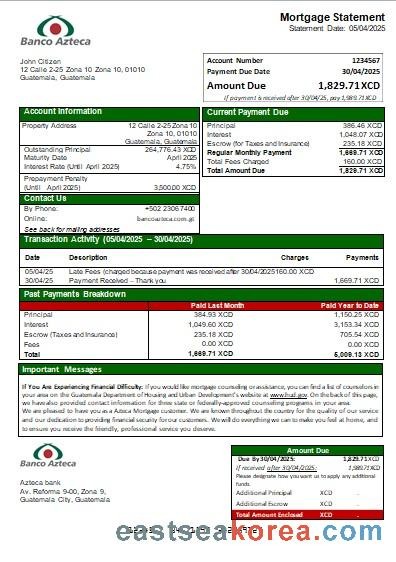 Banco Azteca
Mortgage Statement
Statement Date: 05/04/2025
John Citizen
12 Calle 2-25 Zona 10 Zona 10, 01010
Guatemala, Guatemala
Account Number 1234567
Payment Due Date 30/04/2025
Amount Due 1,829.71XCD
If payment is received after 30/04/25, pay 1,989.71XCD
Account Information
Property Address 12 Calle 2-25 Zona 10
Zona 10, 01010
Guatemala, Guatemala
Outstanding Principal 264,776.43 XCD
Maturity Date April 2025
Interest Rate (Until April 2025) 4.75%
Prepayment Penalty
(Until April 2025) 3,500.00 XCD
Contact Us
By Phone: +502 23067400
Online: bancoazteca.com.gt
See back for mailing addresses
Current Payment Due
Principal 386.46 XCD
Interest 1,048.07 XCD
Escrow (for Taxes and Insurance) 235.18 XCD
Regular Monthly Payment 1,669.71 XCD
Total Fees Charged 160.00 XCD
Total Amount Due 1,829.71 XCD
Transaction Activity (05/04/2025 – 30/04/2025)
Date Description Charges Payments
05/05/04 Late Fees (charged because payment was received after 30/04/2025160.00 XCD
30/04/25 Payment Received – Thank you 1,669.71 XCD
Past Payments Breakdown
Paid Last Month Paid Year to Date
Principal 384.93 XCD 1,150.25 XCD
Interest 1,049.60 XCD 3,153.34 XCD
Escrow (Taxes and Insurance) 235.18 XCD 705.54 XCD
Fees 0.00 XCD 0.00 XCD
Total 1,669.71 XCD 5,009.13 XCD
Important Messages
If You Are Experiencing Financial Difficulty: If you would like mortgage counseling or assistance, you can find a list of counselors in
your area on the Guatemala Department of Housing and Urban Development's website at www.hud.gov. On the back of this page,
we have also provided contact information for three state or federally-approved counseling programs in your area.
We are pleased to have you as a Azteca Mortgage customer. We are known throughout the country for the quality of our service
and our dedication to providing financial security for our customers. We will do everything we can to make you feel at home, and
to ensure you receive the friendly, professional service you deserve.
Banco Azteca
Azteca bank
Av. Reforma 9-00, Zona 9,
Guatemala City, Guatemala
Amount Due
Due By 30/04/2025: 1,829.71XCD
If received after 30/04/2025: 1,989.71XCD
Please designate how you want us to apply any additional
funds.
Additional Principal XCD .
Additional Escrow XCD .
Total Amount Enclosed XCD .
eastseakorea.com